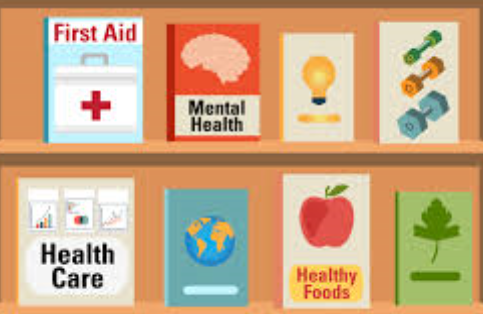 First Aid
Mental
Health
Health
Care
Healthy
Foods